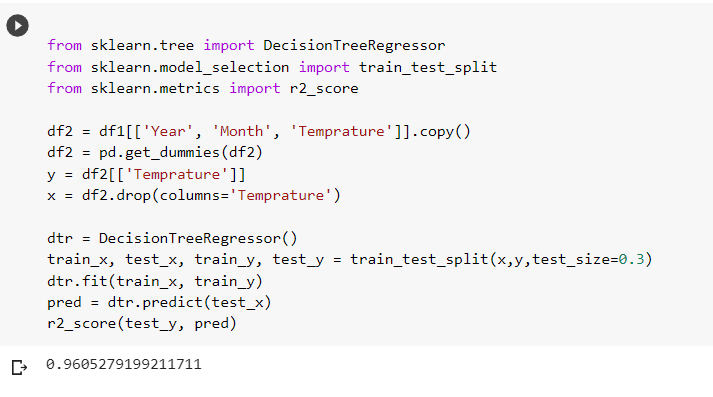 from sklearn.tree import DecisionTreeRegressor
from sklearn.model_selection import train_test_split
from sklearn.metrics import r2_score
df2 = df1[['Year', 'Month', 'Temprature']].copy()
df2 = pd.get_dummies(df2)
y = df2[['Temprature']]
x = df2.drop(columns='Temprature')
dtr = DecisionTreeRegressor()
train_x, test_x, train_y, test_y = train_test_split(x,y,test_size=0.3)
dtr.fit(train_x, train_y)
pred = dtr.predict(test_x)
r2_score(test_y, pred)
0.9605279199211711